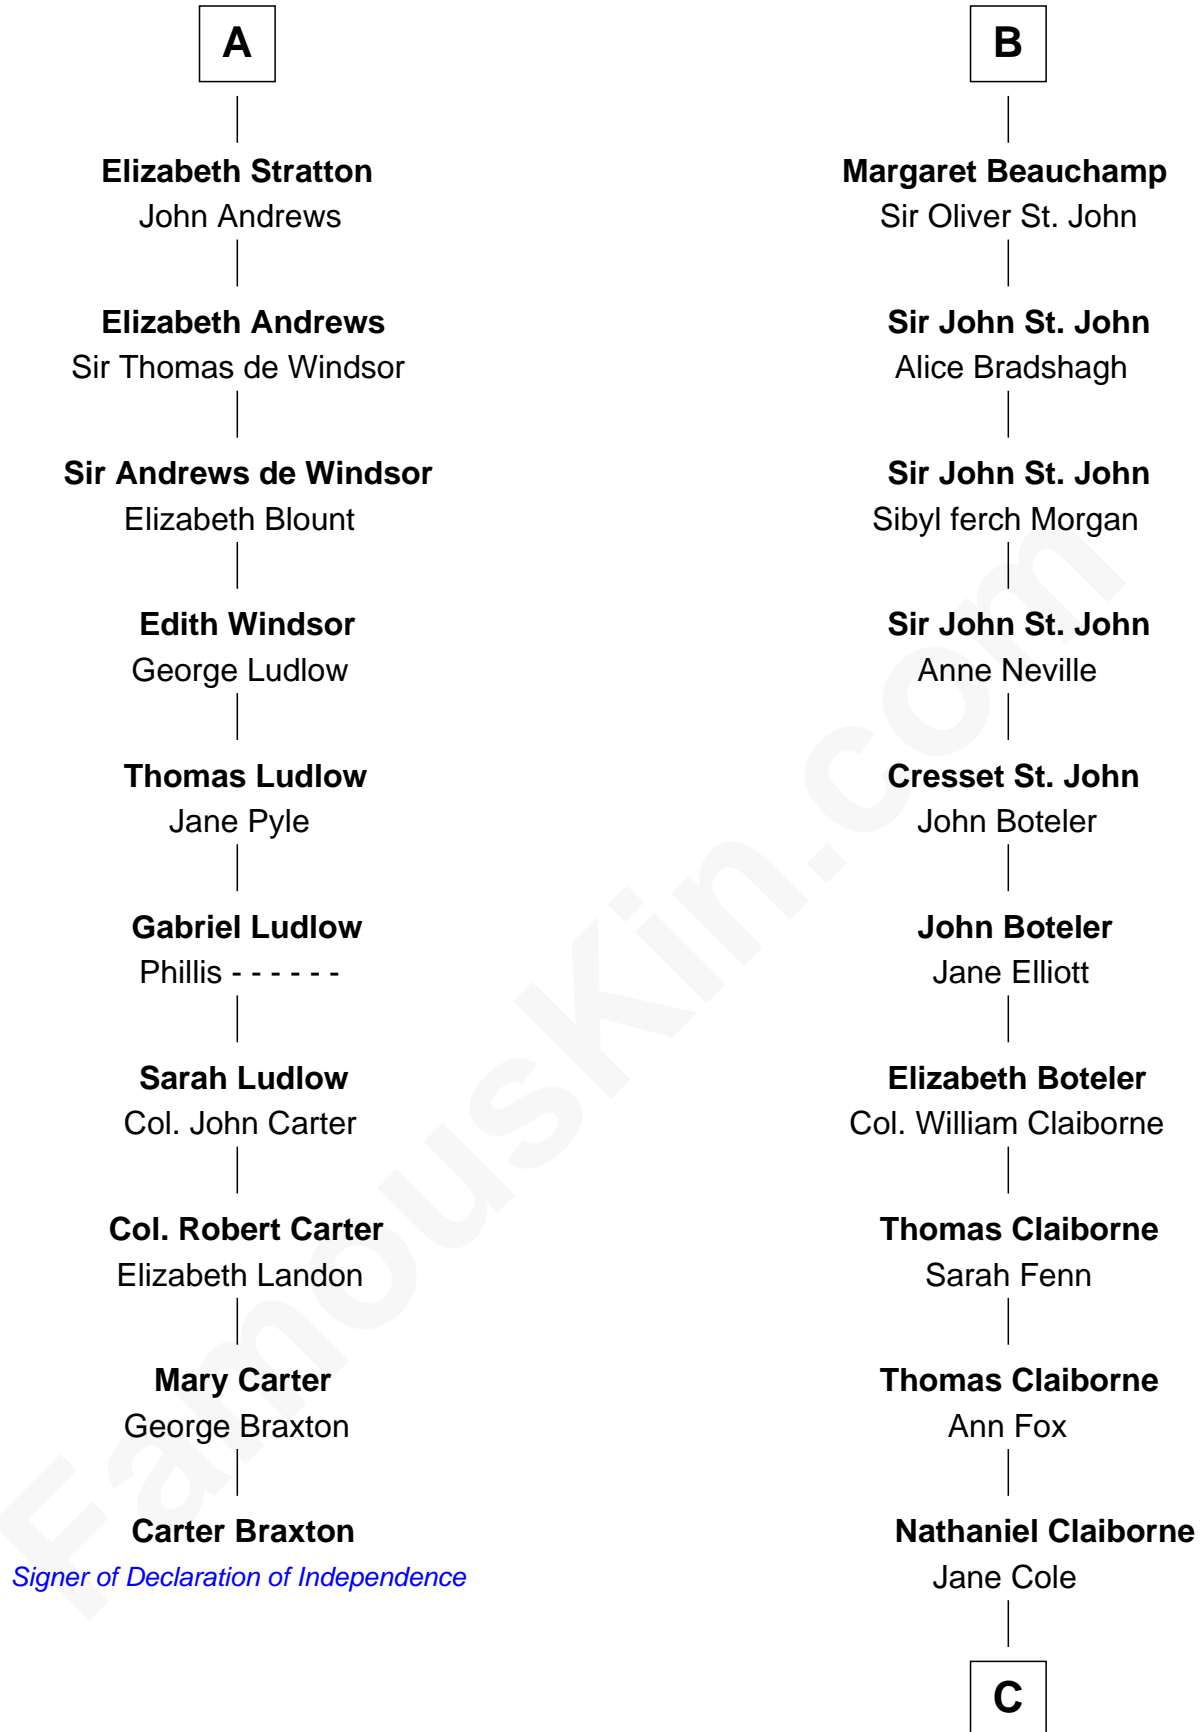 A
Elizabeth Stratton
John Andrews
Elizabeth Andrews
Sir Thomas de Windsor
Sir Andrews de Windsor
Elizabeth Blount
Edith Windsor
George Ludlow
Thomas Ludlow
Jane Pyle
Gabriel Ludlow
Phillis - - - - - -
Sarah Ludlow
Col. John Carter
Col. Robert Carter
Elizabeth Landon
Mary Carter
George Braxton
Carter Braxton
Signer of Declaration of Independence
B
Margaret Beauchamp
Sir Oliver St. John
Sir John St. John
Alice Bradshagh
Sir John St. John
Sibyl ferch Morgan
Sir John St. John
Anne Neville
Cresset St. John
John Boteler
John Boteler
Jane Elliott
Elizabeth Boteler
Col. William Claiborne
Thomas Claiborne
Sarah Fenn
Thomas Claiborne
Ann Fox
Nathaniel Claiborne
Jane Cole
C
FamousKin.com